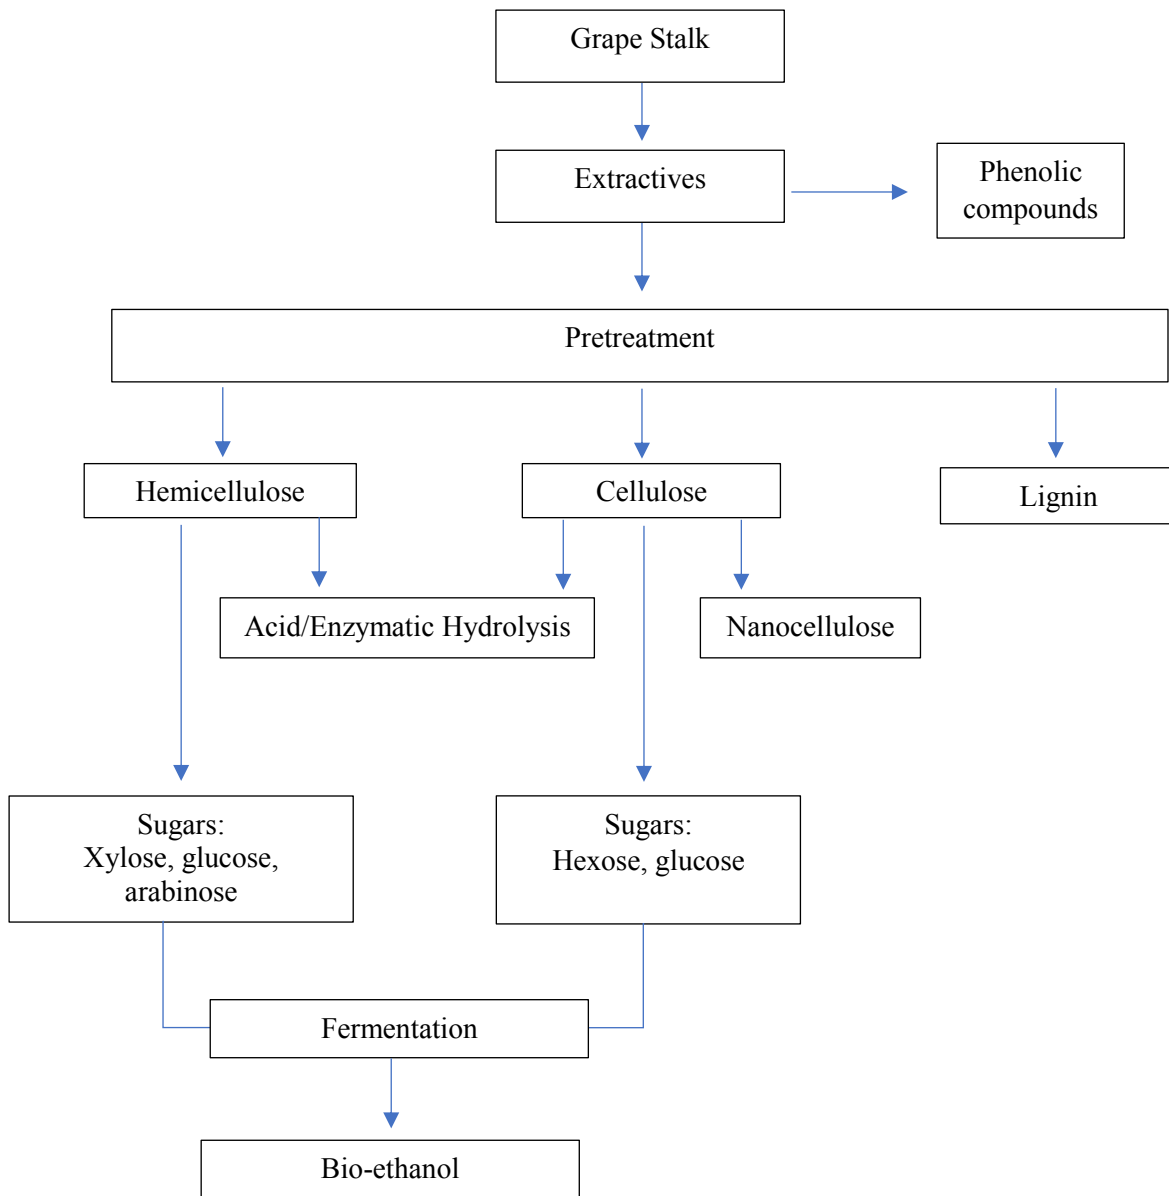 Grape Stalk
Extractives
Phenolic
compounds
Pretreatment
Hemicellulose
Cellulose
Lignin
Acid/Enzymatic Hydrolysis
Nanocellulose
Sugars:
Xylose, glucose,
arabinose
Sugars:
Hexose, glucose
Fermentation
Bio-ethanol